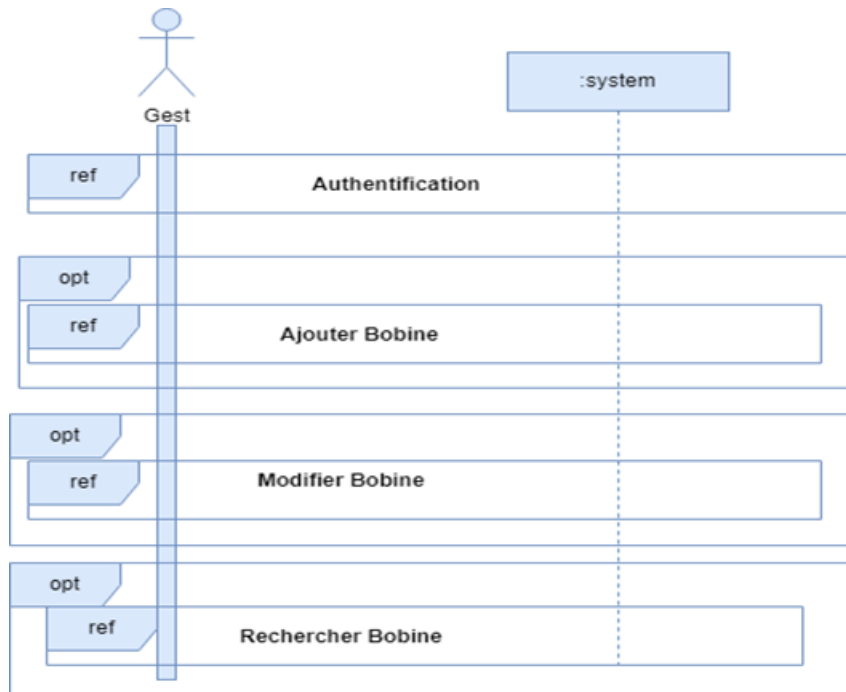 Gest
:system
ref
Authentification
opt
ref
Ajouter Bobine
opt
ref
Modifier Bobine
opt
ref
Rechercher Bobine